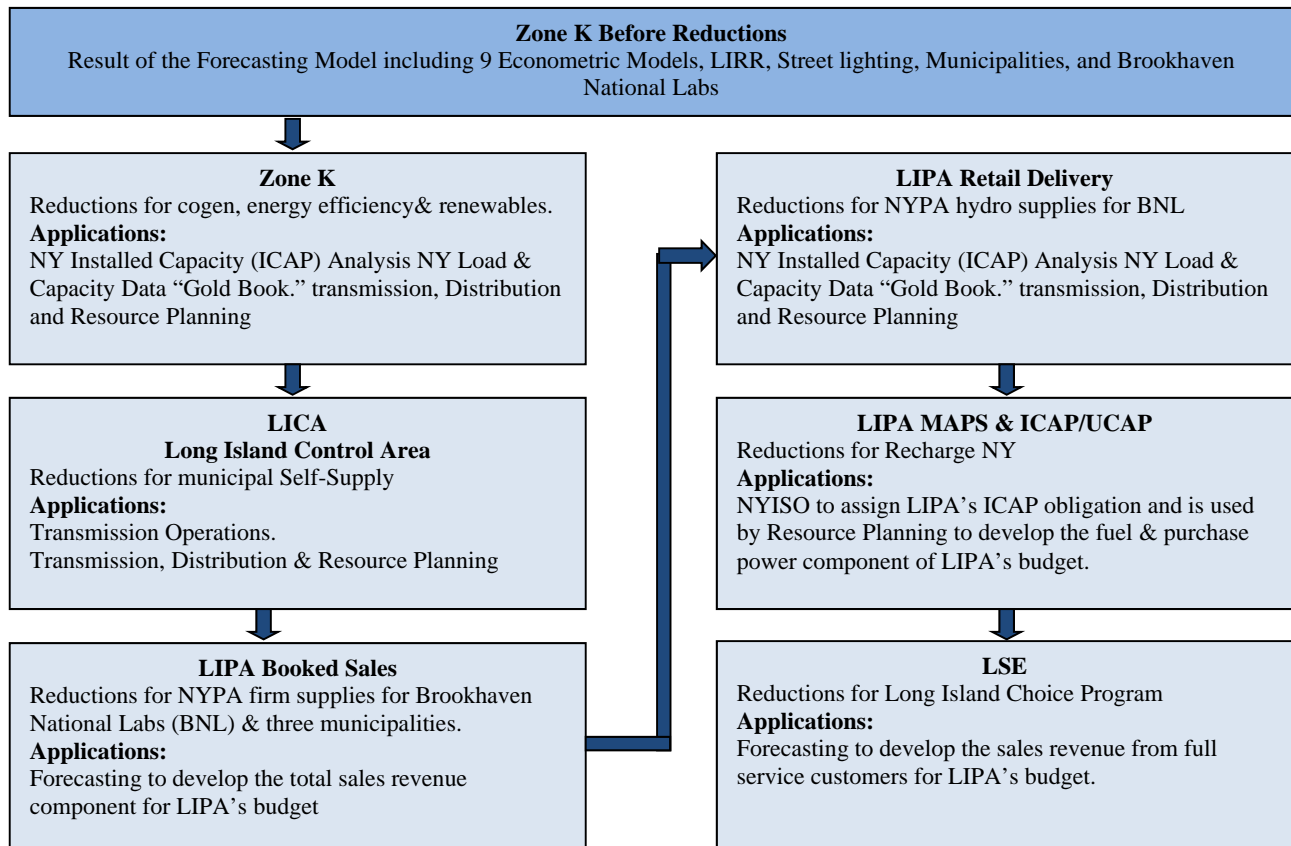 Zone K Before Reductions
Result of the Forecasting Model including 9 Econometric Models, LIRR, Street lighting, Municipalities, and Brookhaven
National Labs
Zone K
Reductions for cogen, energy efficiency& renewables.
Applications:
NY Installed Capacity (ICAP) Analysis NY Load &
Capacity Data “Gold Book.” transmission, Distribution
and Resource Planning
LICA
Long Island Control Area
Reductions for municipal Self-Supply
Applications:
Transmission Operations.
Transmission, Distribution & Resource Planning
LIPA Booked Sales
Reductions for NYPA firm supplies for Brookhaven
National Labs (BNL) & three municipalities.
Applications:
Forecasting to develop the total sales revenue
component for LIPA’s budget
LIPA Retail Delivery
Reductions for NYPA hydro supplies for BNL
Applications:
NY Installed Capacity (ICAP) Analysis NY Load &
Capacity Data “Gold Book.” transmission, Distribution
and Resource Planning
LIPA MAPS & ICAP/UCAP
Reductions for Recharge NY
Applications:
NYISO to assign LIPA’s ICAP obligation and is used
by Resource Planning to develop the fuel & purchase
power component of LIPA’s budget.
LSE
Reductions for Long Island Choice Program
Applications:
Forecasting to develop the sales revenue from full
service customers for LIPA’s budget.